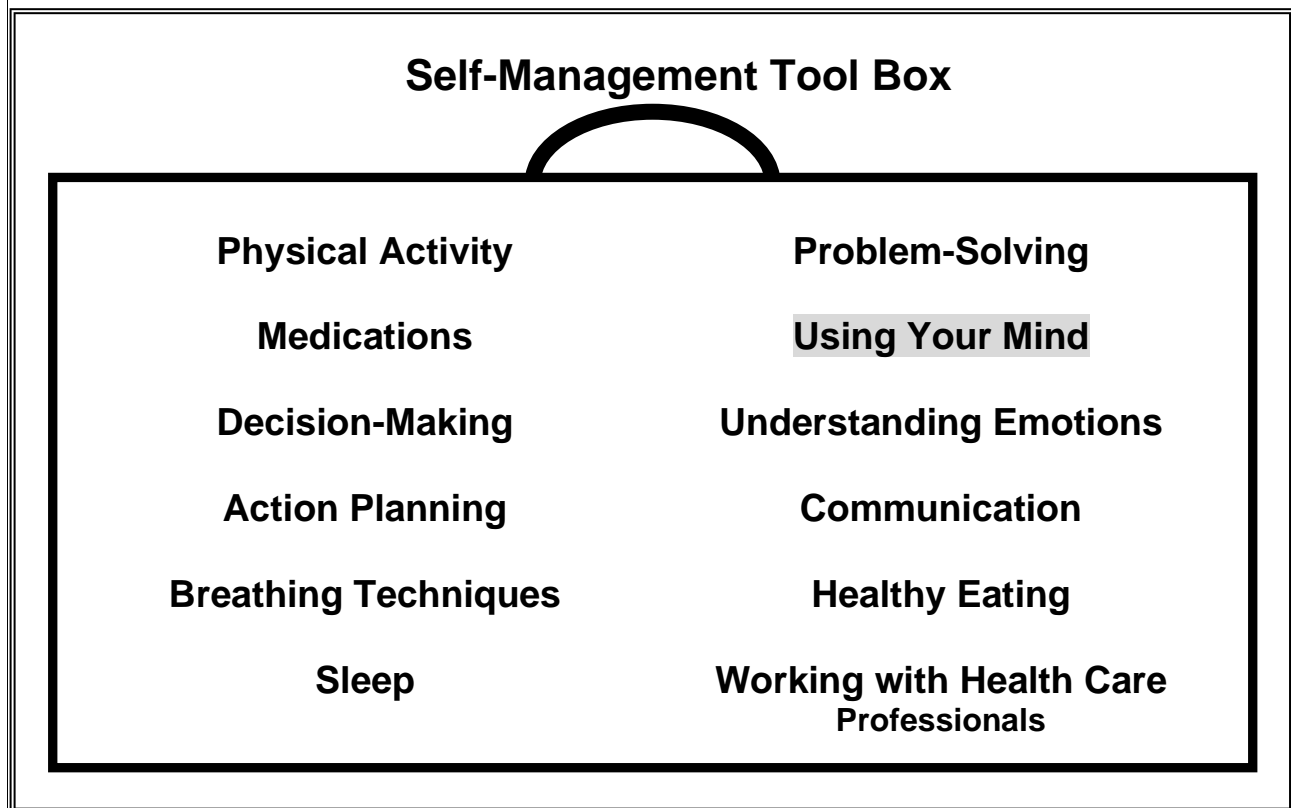 Self-Management Tool Box
Physical Activity
Problem-Solving
Medications
Using Your Mind
Decision-Making
Understanding Emotions
Action Planning
Communication
Breathing Techniques
Healthy Eating
Sleep
Working with Health Care
Professionals